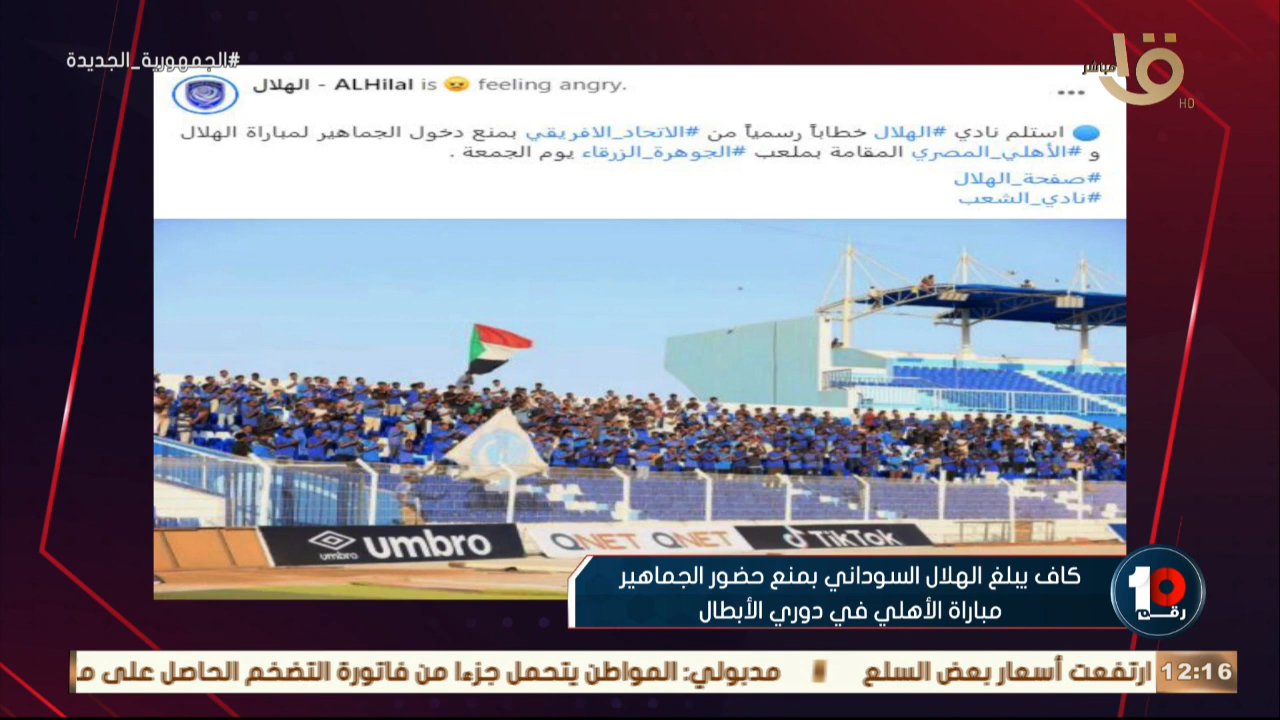 #الجمهورية_الجديدة
مباشر
HD
الهلال - ALHilal is feeling angry.
استلم نادي #الهلال خطاباً رسمياً من #الاتحاد_الافريقي بمنع دخول الجماهير لمباراة الهلال
و #الأهلي_المصري المقامة بملعب #الجوهرة_الزرقاء يوم الجمعة .
#صفحة_الهلال
#نادي_الشعب
umbro
umbro
QNET QNET
TikTok
كاف يبلغ الهلال السوداني بمنع حضور الجماهير
مباراة الأهلي في دوري الأبطال
رقم 10
12:16 ارتفعت أسعار بعض السلع
مدبولي: المواطن يتحمل جزءا من فاتورة التضخم الحاصل على